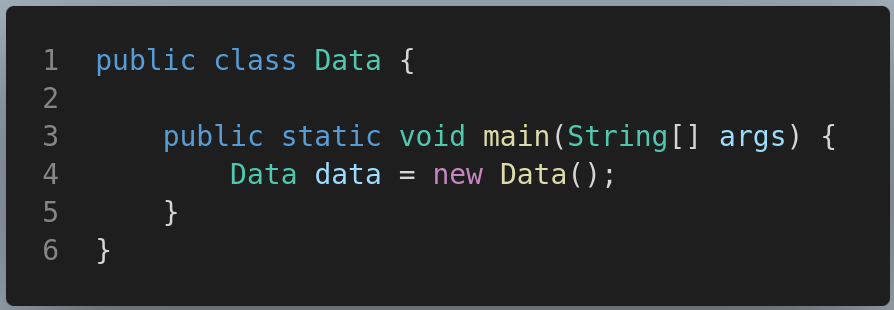 1 public class Data {
2
3     public static void main(String[] args) {
4         Data data = new Data();
5     }
6 }